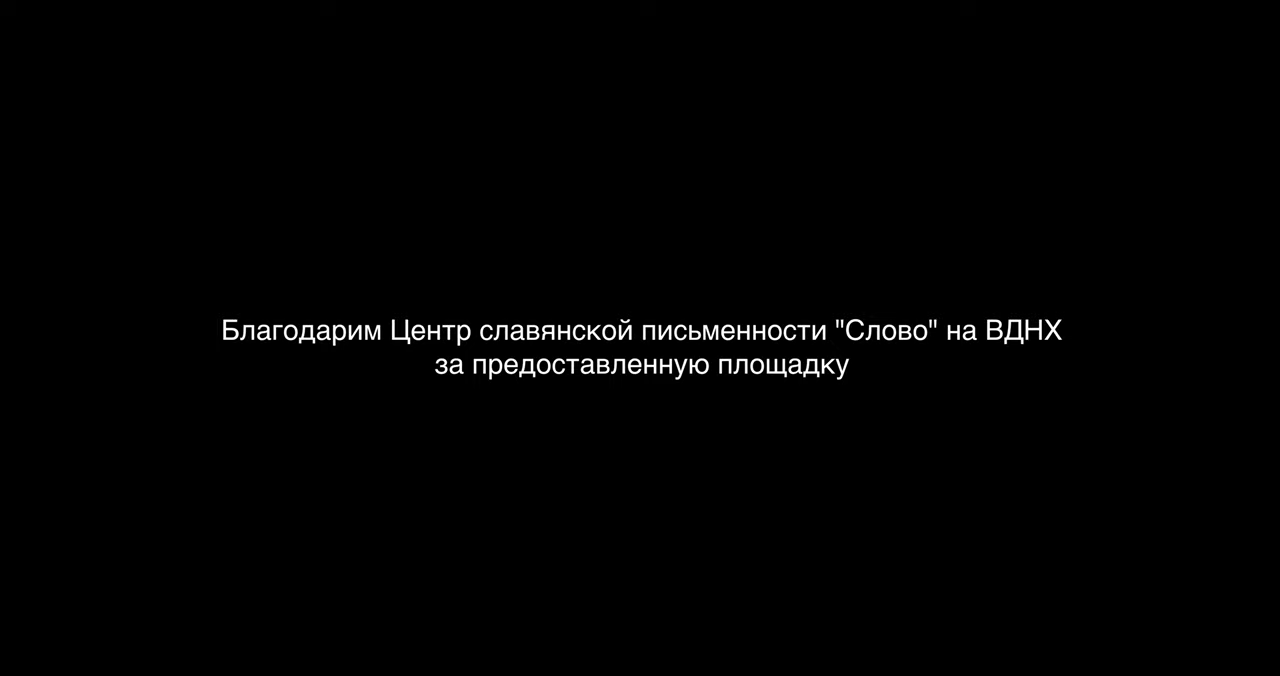 Благодарим Центр славянской письменности "Слово" на ВДНХ
за предоставленную площадку